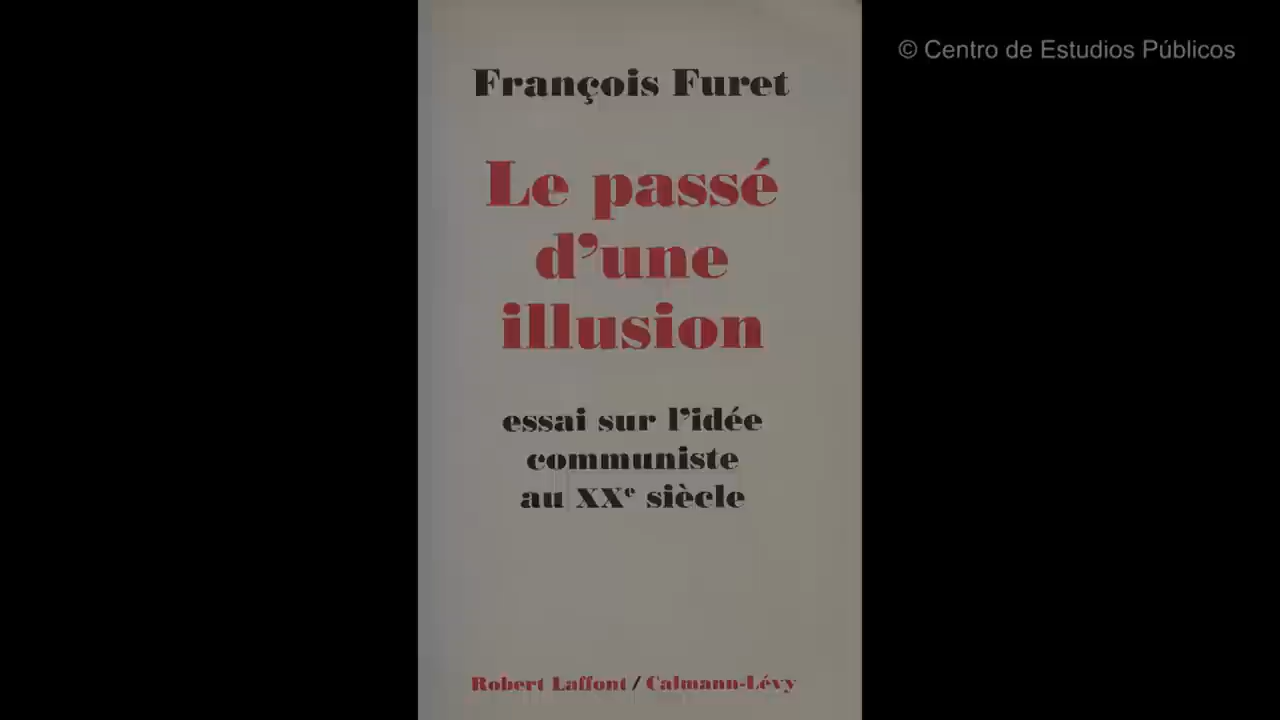 © Centro de Estudios Públicos
François Furet
Le passé
d’une
illusion
essai sur l’idée
communiste
au XXe siècle
Robert Laffont / Calmann-Lévy